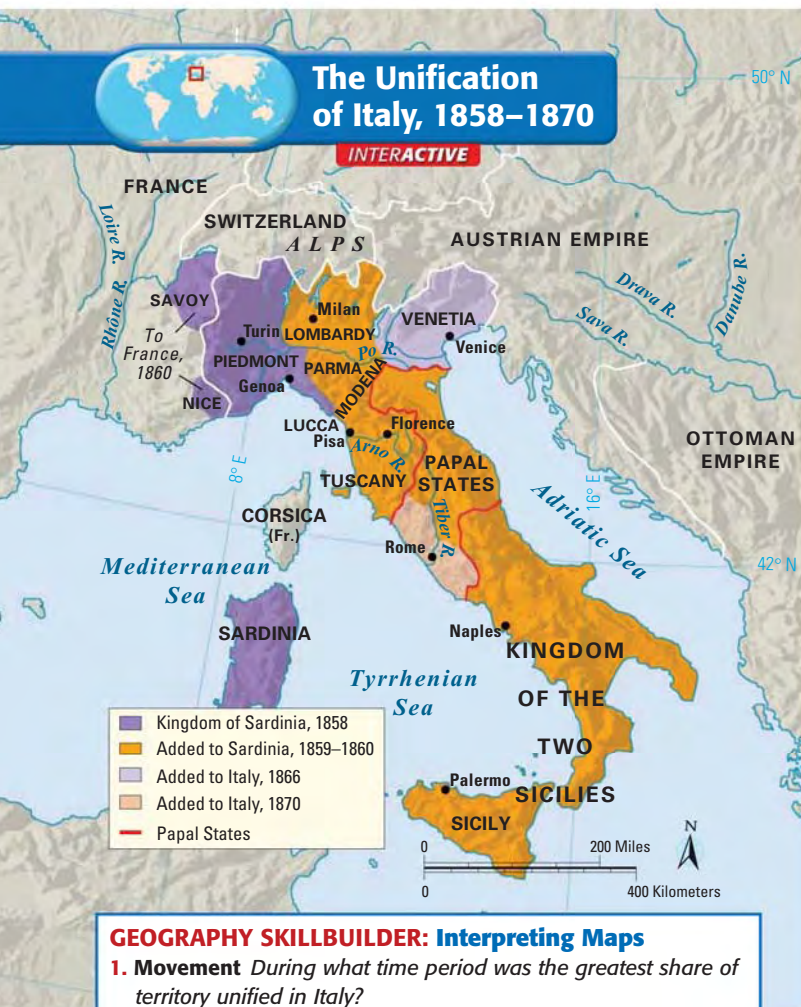 The Unification
of Italy, 1858–1870
INTERACTIVE
50° N
FRANCE
SWITZERLAND
ALPS
AUSTRIAN EMPIRE
Loire R.
Rhône R.
Drava R.
Danube R.
Sava R.
SAVOY
To
France,
1860
NICE
Turin
PIEDMONT
Genoa
Milan
LOMBARDY
VENETIA
Venice
Po R.
PARMA
MODENA
LUCCA
Pisa
Florence
Arno R.
TUSCANY
PAPAL
STATES
Tiber R.
OTTOMAN
EMPIRE
8° E
16° E
Adriatic Sea
42° N
CORSICA
(Fr.)
Rome
Mediterranean
Sea
SARDINIA
Naples
KINGDOM
OF THE
TWO
SICILIES
Tyrrhenian
Sea
Palermo
SICILY
Kingdom of Sardinia, 1858
Added to Sardinia, 1859–1860
Added to Italy, 1866
Added to Italy, 1870
Papal States
0 200 Miles
0 400 Kilometers
N
GEOGRAPHY SKILLBUILDER: Interpreting Maps
1. Movement During what time period was the greatest share of
territory unified in Italy?